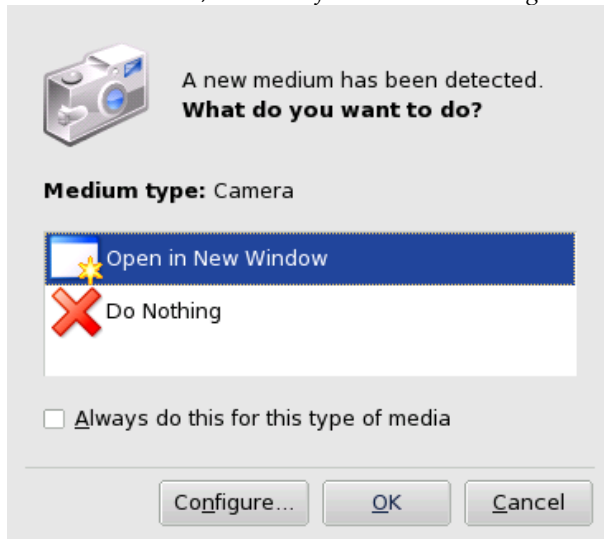 A new medium has been detected.
What do you want to do?
Medium type: Camera
Open in New Window
Do Nothing
Always do this for this type of media
Configure...
OK
Cancel